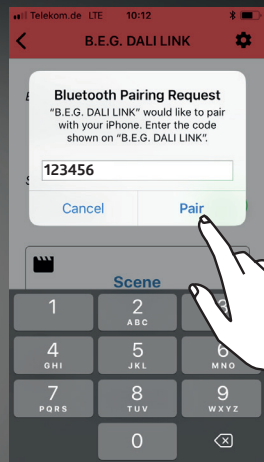 Telekom.de LTE 10:12
B.E.G. DALI LINK
Bluetooth Pairing Request
“B.E.G. DALI LINK” would like to pair
with your iPhone. Enter the code
shown on “B.E.G. DALI LINK”.
123456
Cancel Pair
Scene
1 2 3
ABC
4 5 6
GHI JKL MNO
7 8 9
PQRS TUV WXYZ
0